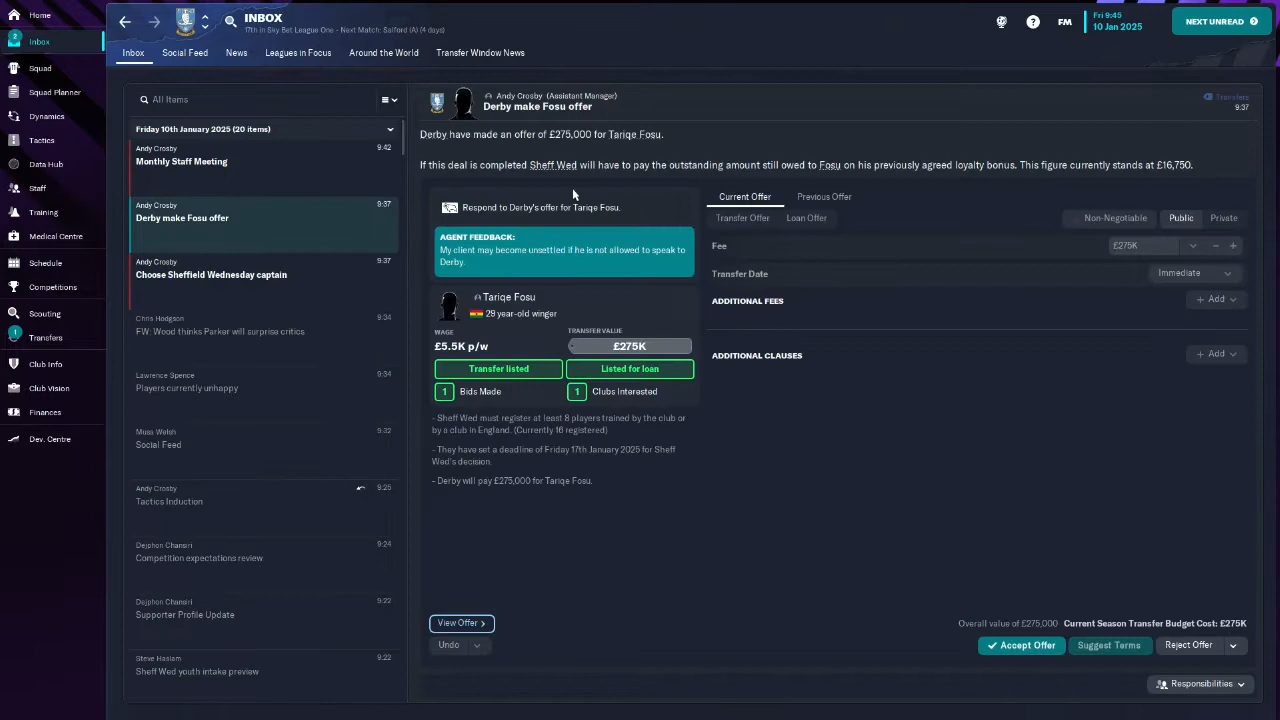 Home
INBOX
17th in Sky Bet League One - Next Match: Salford (A) (4 days)
FM
Fri 9:45
10 Jan 2025
NEXT UNREAD
2
Inbox
Inbox
Social Feed
News
Leagues in Focus
Around the World
Transfer Window News
Squad
Squad Planner
Dynamics
Tactics
Data Hub
Staff
Training
Medical Centre
Schedule
Competitions
Scouting
1
Transfers
Club Info
Club Vision
Finances
Dev. Centre
All Items
Friday 10th January 2025 (20 items)
Andy Crosby
9:42
Monthly Staff Meeting
Andy Crosby
9:37
Derby make Fosu offer
Andy Crosby
9:37
Choose Sheffield Wednesday captain
Chris Hodgson
9:34
FW: Wood thinks Parker will surprise critics
Lawrence Spence
9:34
Players currently unhappy
Muss Welsh
9:32
Social Feed
Andy Crosby
9:25
Tactics Induction
Andy Crosby
9:24
Competition expectations review
Dejphon Chansiri
Dejphon Chansiri
9:22
Supporter Profile Update
Steve Haslam
9:22
Sheff Wed youth intake preview
Andy Crosby (Assistant Manager)
Derby make Fosu offer
Transfers
9:37
Derby have made an offer of £275,000 for Tariqe Fosu.
If this deal is completed Sheff Wed will have to pay the outstanding amount still owed to Fosu on his previously agreed loyalty bonus. This figure currently stands at £16,750.
Respond to Derby's offer for Tariqe Fosu.
AGENT FEEDBACK:
My client may become unsettled if he is not allowed to speak to
Derby.
Tariqe Fosu
29 year-old winger
WAGE
TRANSFER VALUE
£5.5K p/w
£275K
Transfer listed
Listed for loan
1 Bids Made
1 Clubs Interested
- Sheff Wed must register at least 8 players trained by the club or
by a club in England. (Currently 16 registered)
- They have set a deadline of Friday 17th January 2025 for Sheff
Wed's decision.
- Derby will pay £275,000 for Tariqe Fosu.
Current Offer
Previous Offer
Transfer Offer
Loan Offer
Non-Negotiable
Public
Private
Fee
£275K
Transfer Date
Immediate
ADDITIONAL FEES
Add
ADDITIONAL CLAUSES
Add
View Offer
Undo
Overall value of £275,000 Current Season Transfer Budget Cost: £275K
Accept Offer
Suggest Terms
Reject Offer
Responsibilities